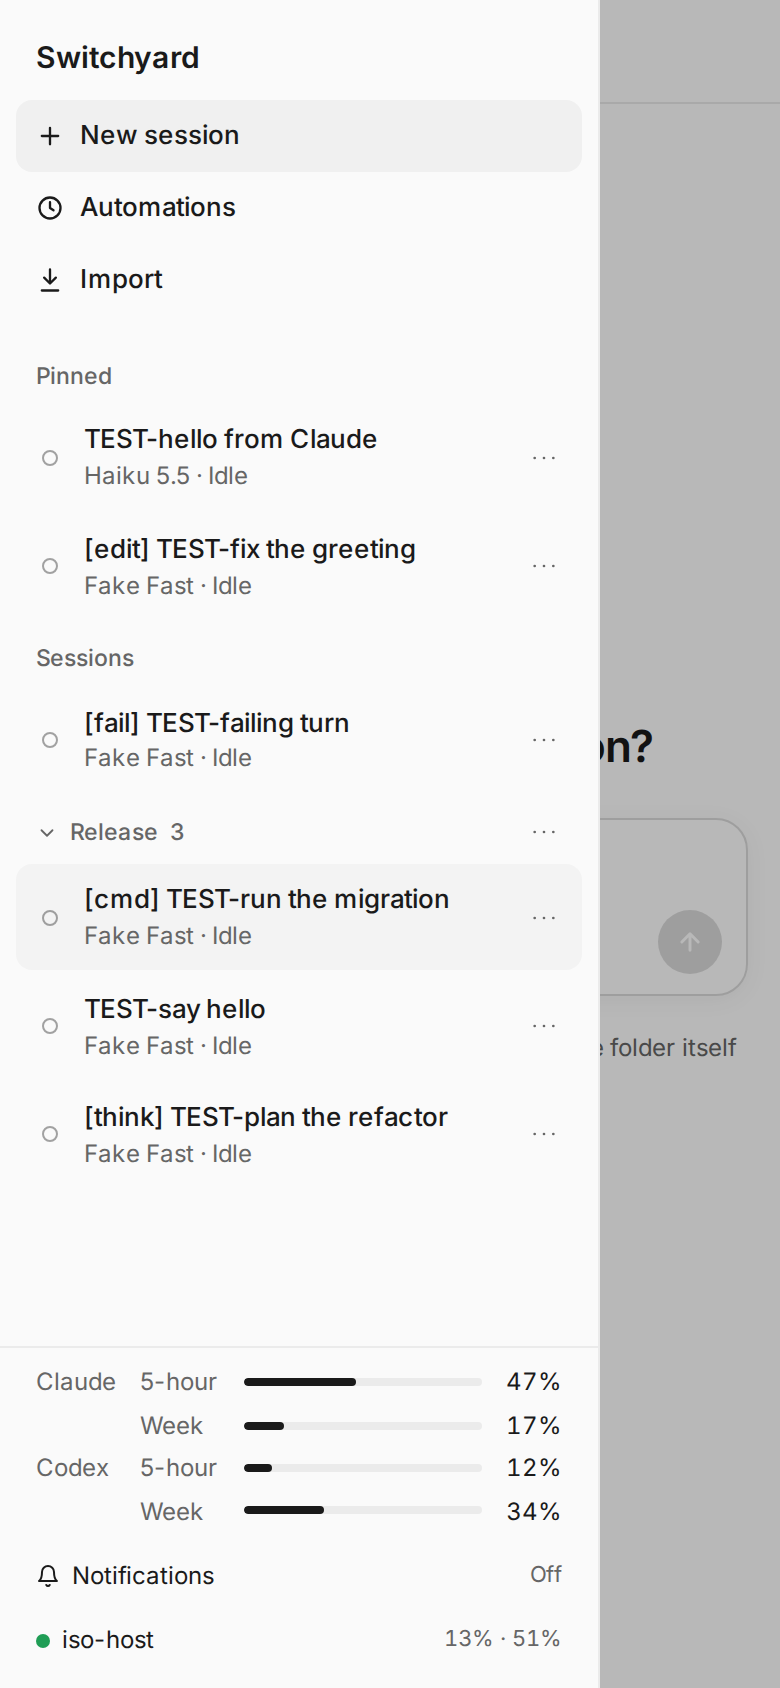 Switchyard
New session
Automations
Import
Pinned
TEST-hello from Claude
Haiku 5.5 · Idle
[edit] TEST-fix the greeting
Fake Fast · Idle
Sessions
[fail] TEST-failing turn
Fake Fast · Idle
Release 3
[cmd] TEST-run the migration
Fake Fast · Idle
TEST-say hello
Fake Fast · Idle
[think] TEST-plan the refactor
Fake Fast · Idle
Claude 5-hour 47%
Week 17%
Codex 5-hour 12%
Week 34%
Notifications Off
iso-host 13% · 51%
on?
folder itself